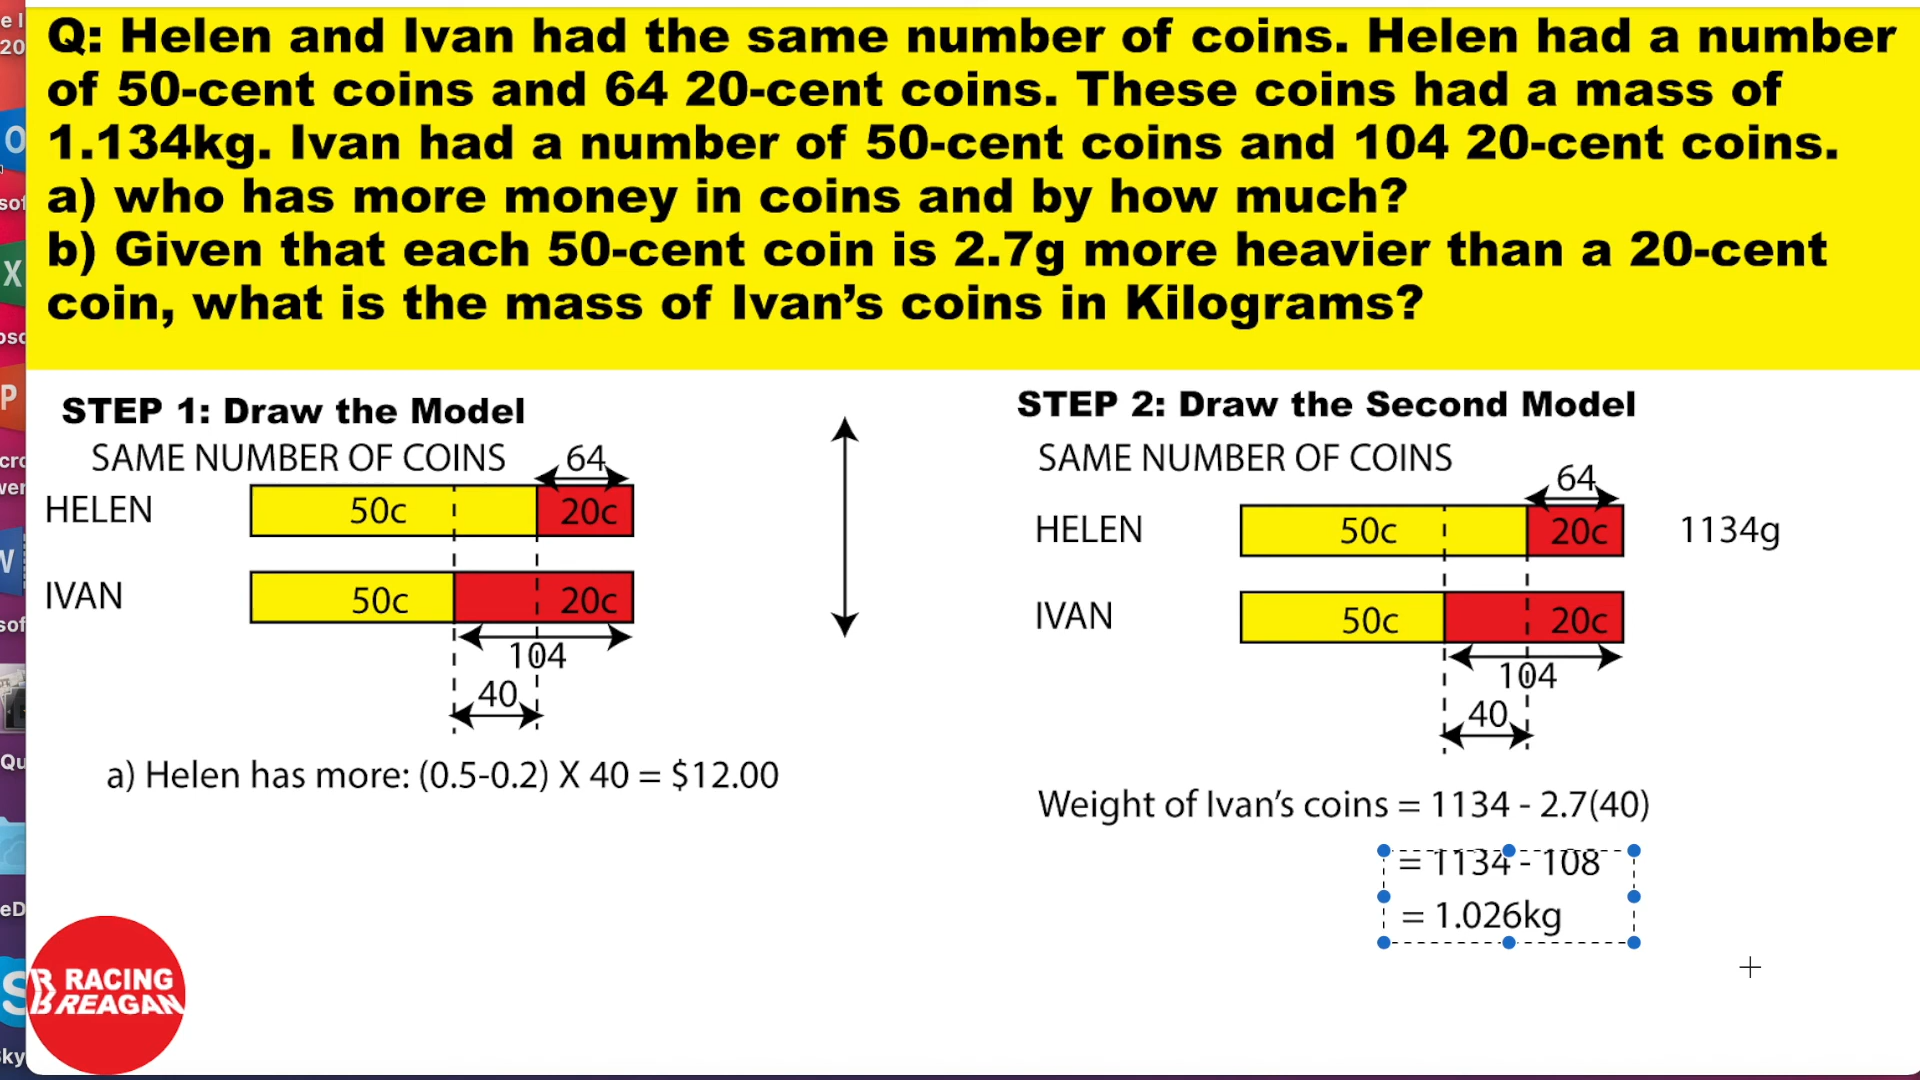 Q: Helen and Ivan had the same number of coins. Helen had a number
of 50-cent coins and 64 20-cent coins. These coins had a mass of
1.134kg. Ivan had a number of 50-cent coins and 104 20-cent coins.
a) who has more money in coins and by how much?
b) Given that each 50-cent coin is 2.7g more heavier than a 20-cent
coin, what is the mass of Ivan’s coins in Kilograms?
STEP 1: Draw the Model
SAME NUMBER OF COINS
64
HELEN
50c
20c
IVAN
50c
20c
104
40
a) Helen has more: (0.5-0.2) X 40 = $12.00
STEP 2: Draw the Second Model
SAME NUMBER OF COINS
64
HELEN
50c
20c
1134g
IVAN
50c
20c
104
40
Weight of Ivan’s coins = 1134 - 2.7(40)
= 1134 - 108
= 1.026kg
RACING
REAGAN